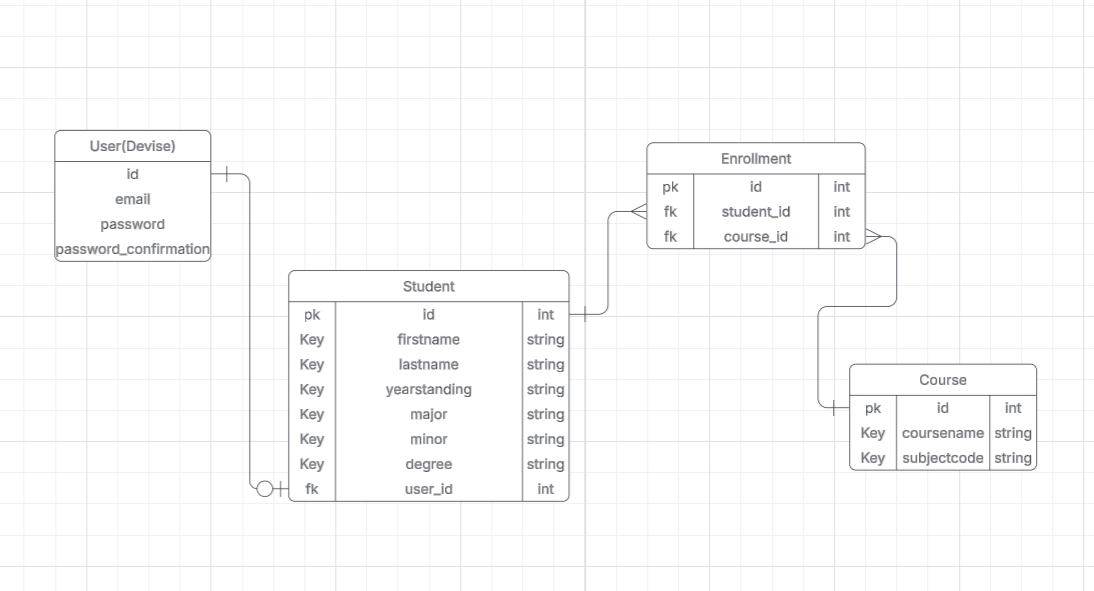 User(Devise)
id
email
password
password_confirmation
Student
pk id int
Key firstname string
Key lastname string
Key yearstanding string
Key major string
Key minor string
Key degree string
fk user_id int
Enrollment
pk id int
fk student_id int
fk course_id int
Course
pk id int
Key coursename string
Key subjectcode string